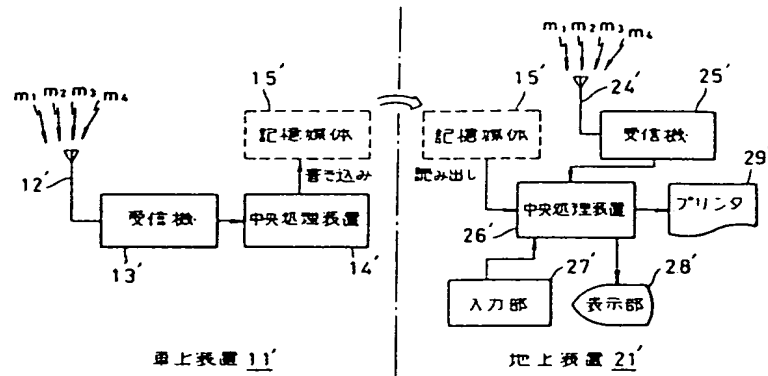 m₁ m₂ m₃ m₄
12′
受信機
13′
15′
記憶媒体
書き込み
中央処理装置
14′
車上装置 11′
m₁ m₂ m₃ m₄
24′
25′
受信機
15′
記憶媒体
読み出し
中央処理装置
26′
29
プリンタ
入力部
27′
表示部
28′
地上装置 21′